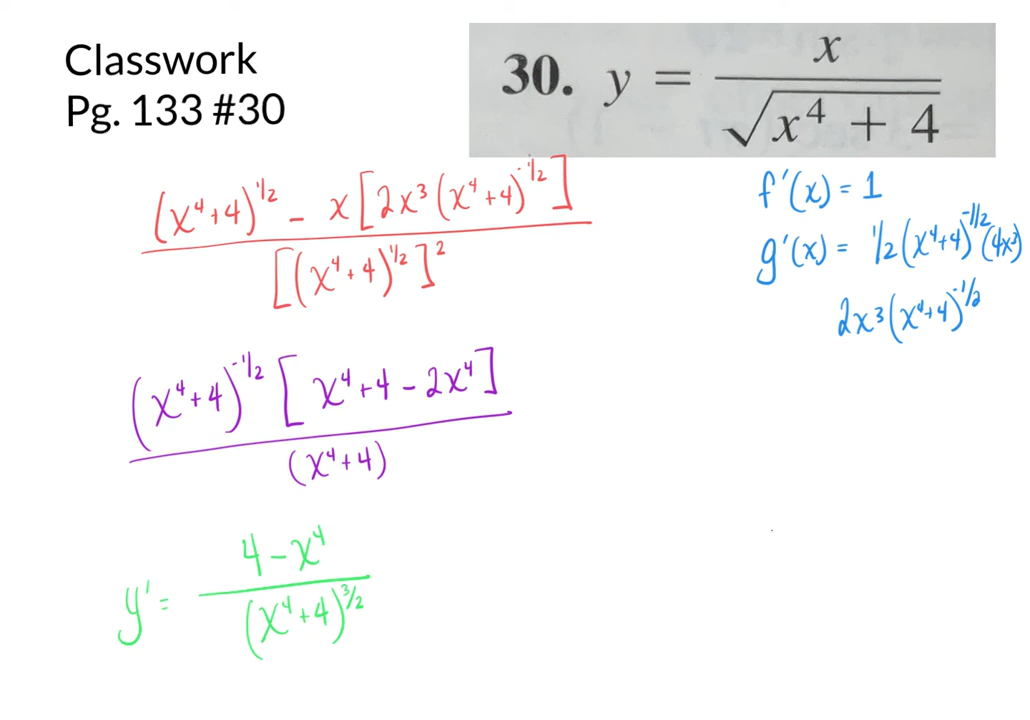 Classwork
Pg. 133 #30
30. y = x / √(x⁴ + 4)
f'(x) = 1
g'(x) = 1/2 (x⁴+4)^(-1/2) (4x³)
2x³ (x⁴+4)^(-1/2)
(x⁴+4)^(1/2) - x [2x³ (x⁴+4)^(-1/2)]
[(x⁴+4)^(1/2)]²
(x⁴+4)^(-1/2) [x⁴+4 - 2x⁴]
(x⁴+4)
y' = 4 - x⁴ / (x⁴+4)^(3/2)